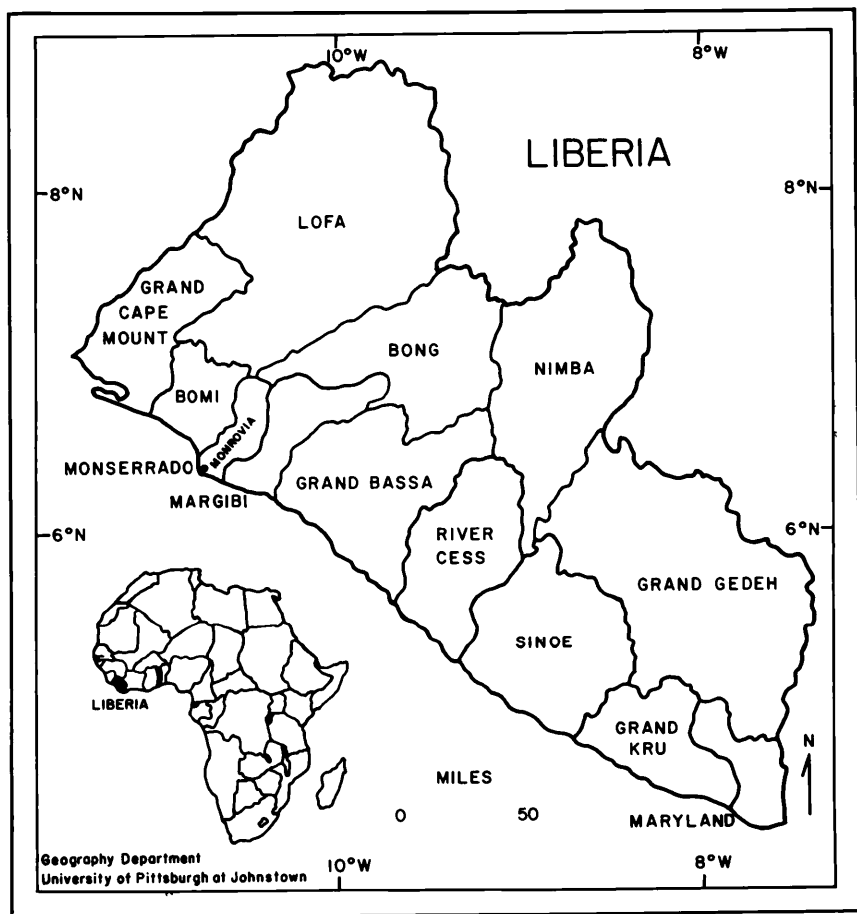 10°W
8°W
LIBERIA
8°N
8°N
LOFA
GRAND
CAPE
MOUNT
BONG
NIMBA
BOMI
MONROVIA
MONSERRADO
GRAND BASSA
MARGIBI
6°N
6°N
RIVER
CESS
GRAND GEDEH
SINOE
LIBERIA
GRAND
KRU
N
MILES
0 50
MARYLAND
Geography Department
University of Pittsburgh at Johnstown
10°W
8°W